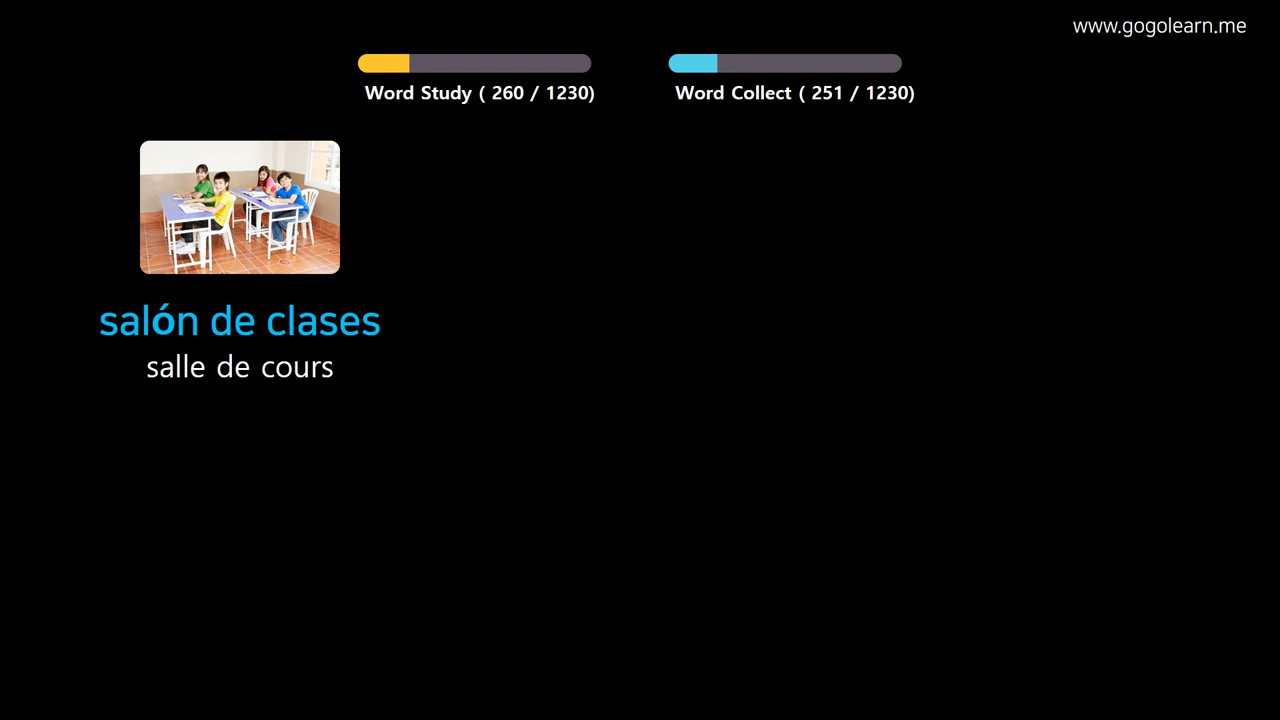 www.gogolearn.me
Word Study ( 260 / 1230)
Word Collect ( 251 / 1230)
salón de clases
salle de cours